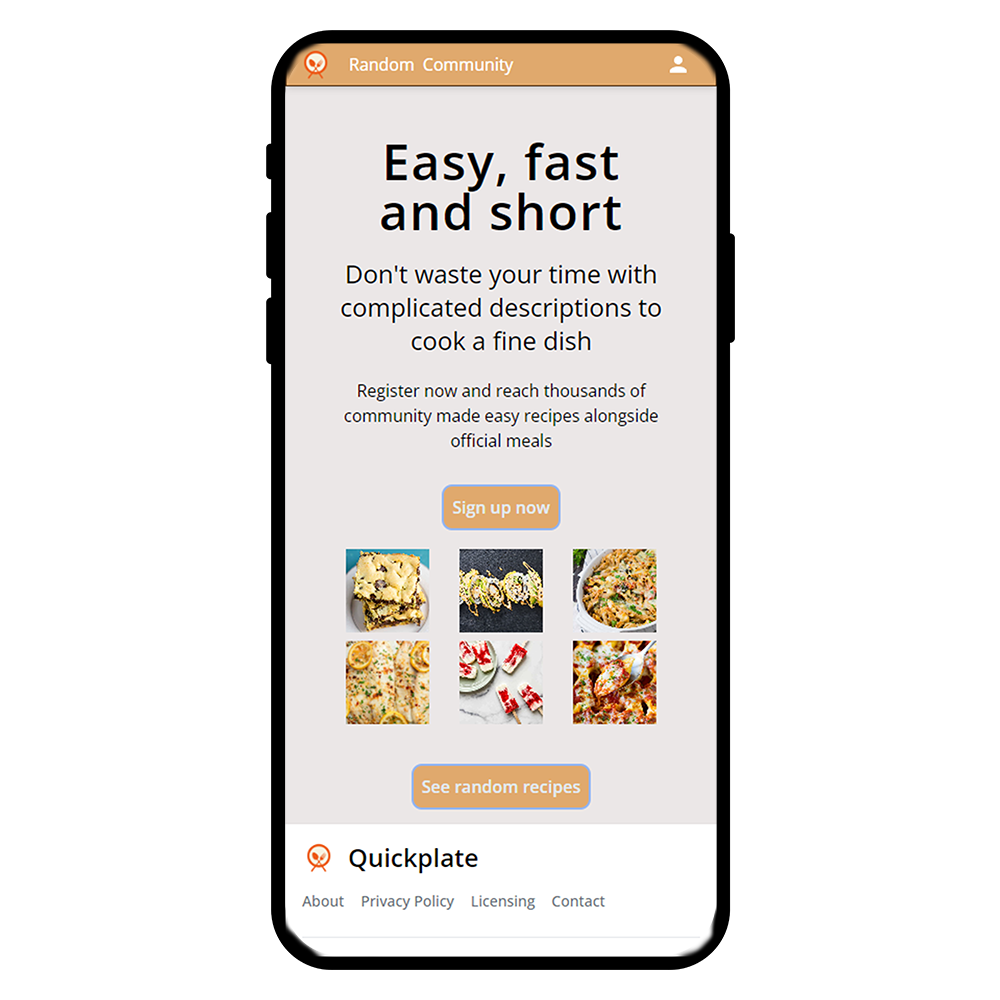 Random Community
Easy, fast
and short
Don't waste your time with
complicated descriptions to
cook a fine dish
Register now and reach thousands of
community made easy recipes alongside
official meals
Sign up now
See random recipes
Quickplate
About Privacy Policy Licensing Contact